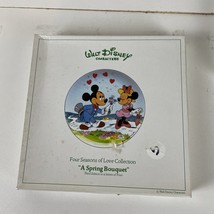 WALT DISNEY
CHARACTERS
Four Seasons of Love Collection
"A Spring Bouquet"